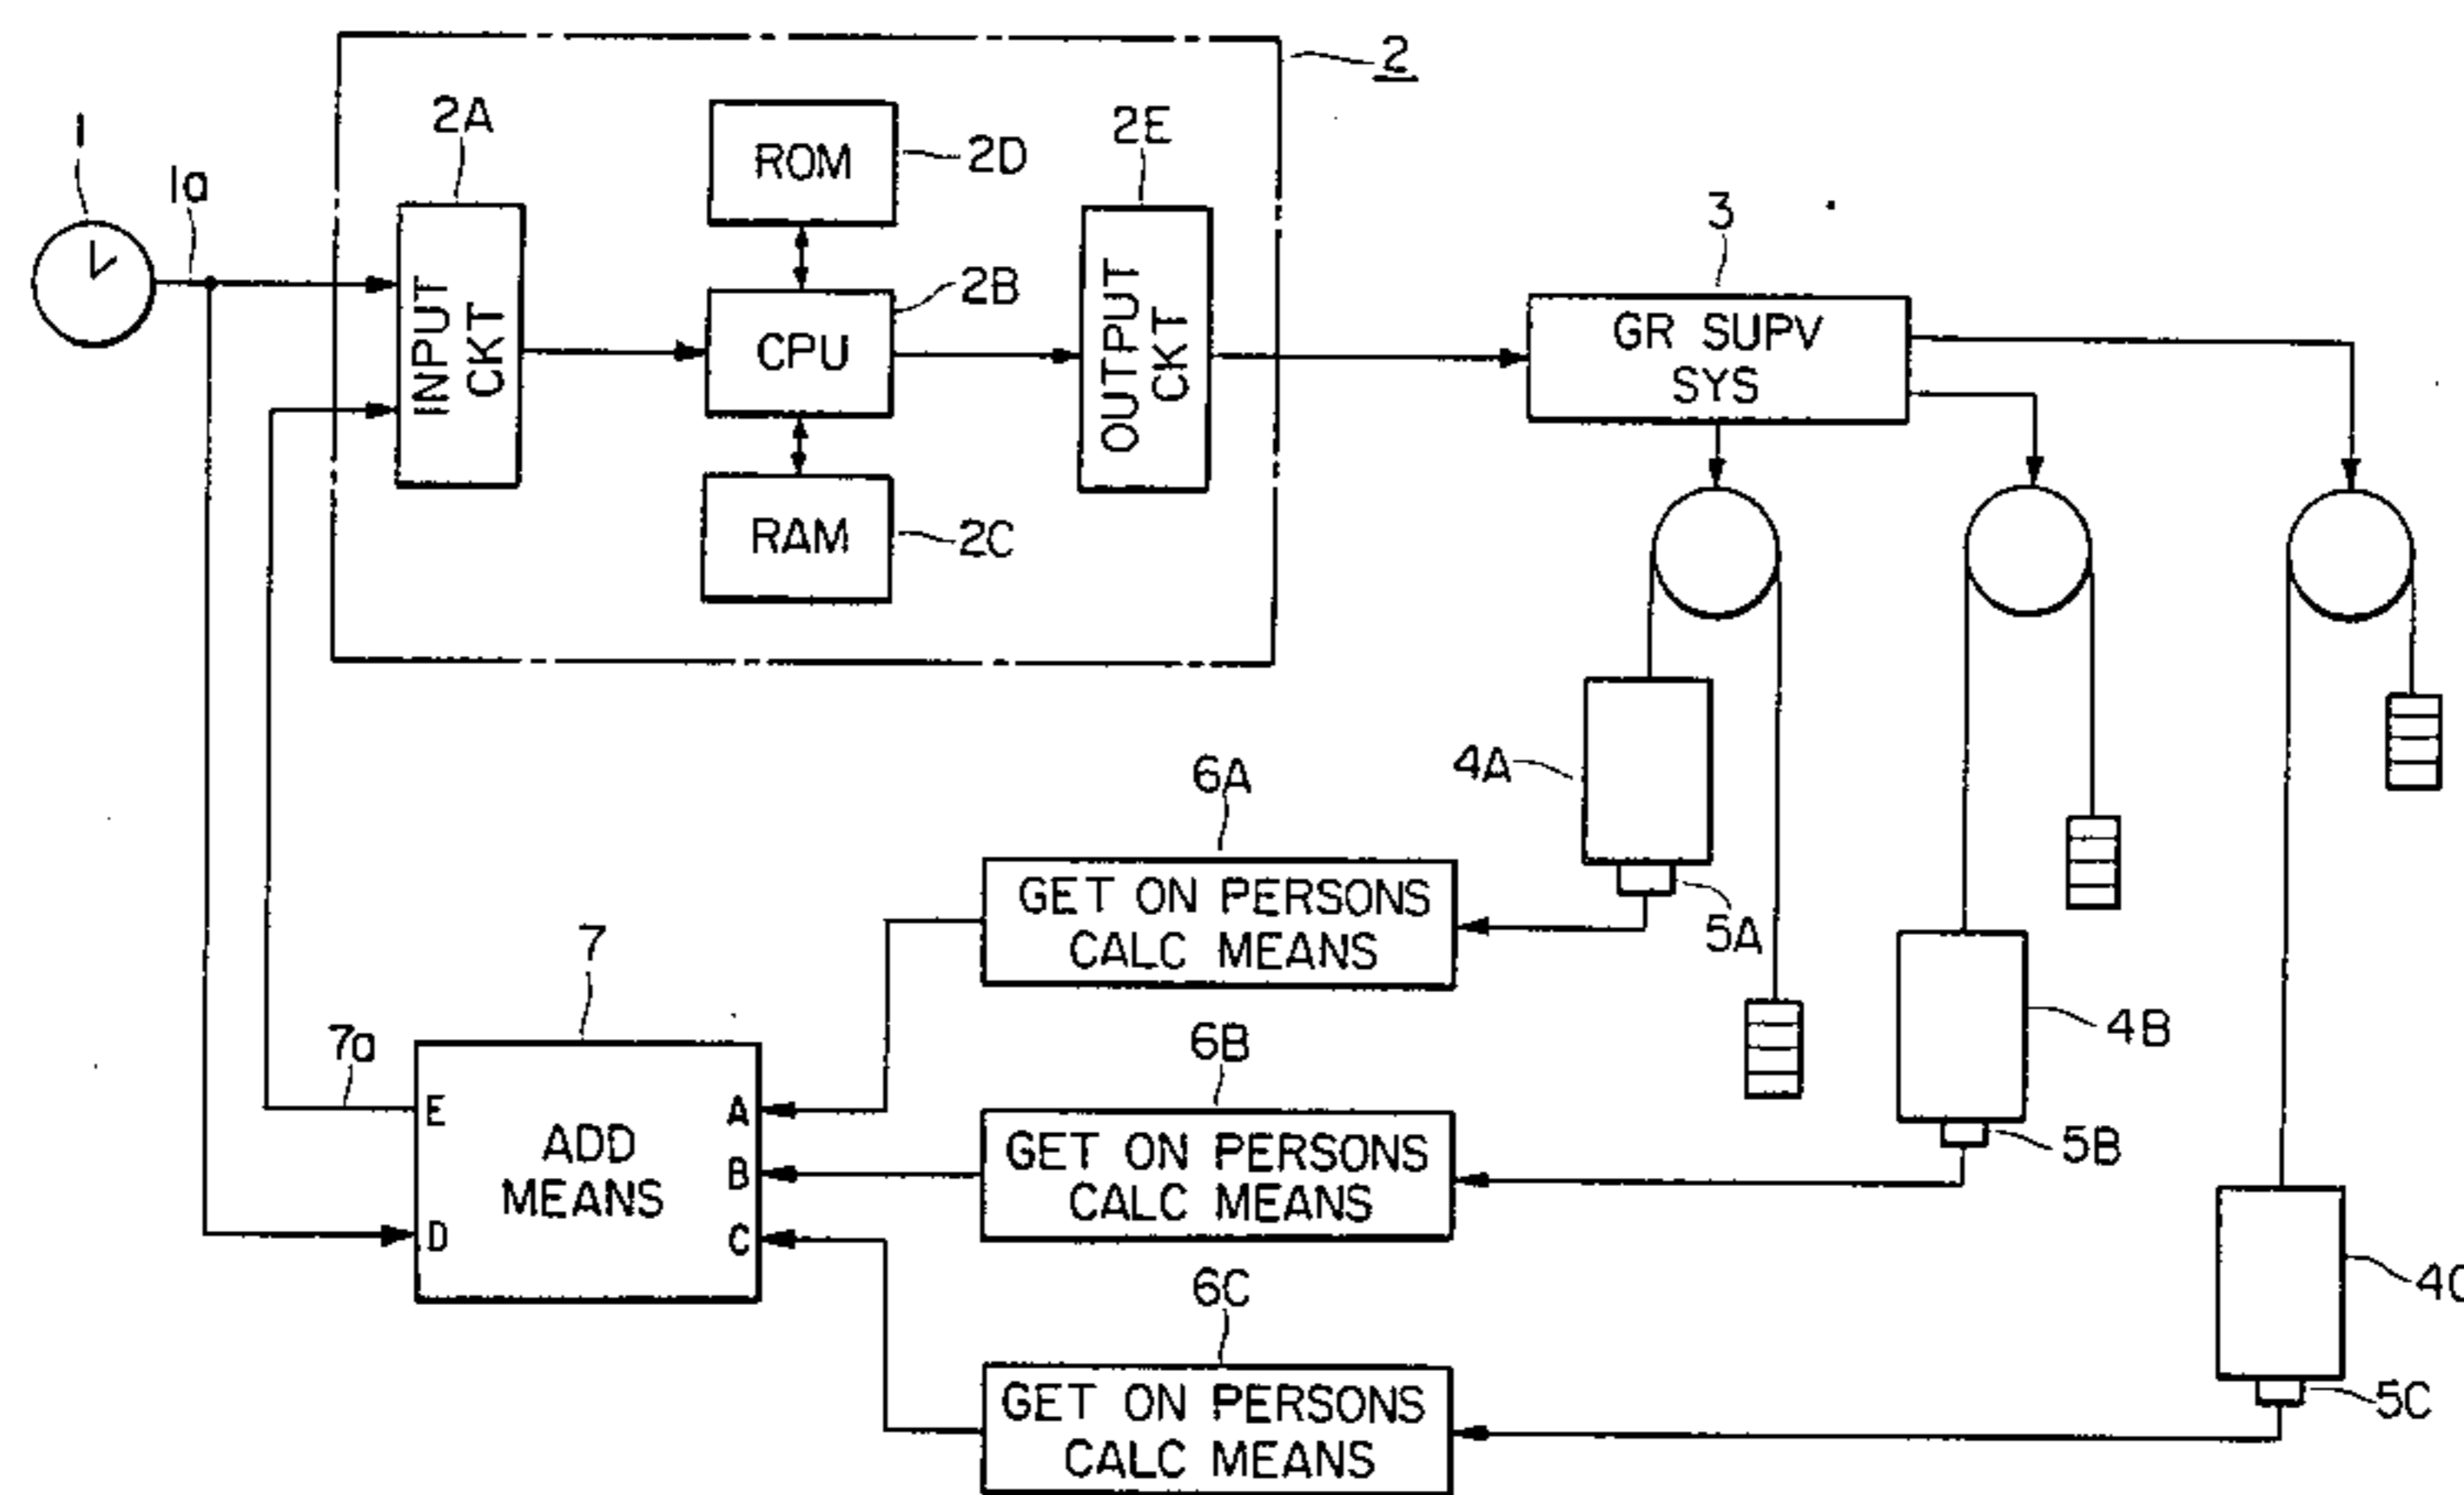 1
1a
2
2A
INPUT
CKT
ROM
2D
CPU
2B
RAM
2C
2E
OUTPUT
CKT
3
GR SUPV
SYS
4A
5A
4B
5B
4C
5C
6A
GET ON PERSONS
CALC MEANS
6B
GET ON PERSONS
CALC MEANS
6C
GET ON PERSONS
CALC MEANS
7
7a
E
D
ADD
MEANS
A
B
C